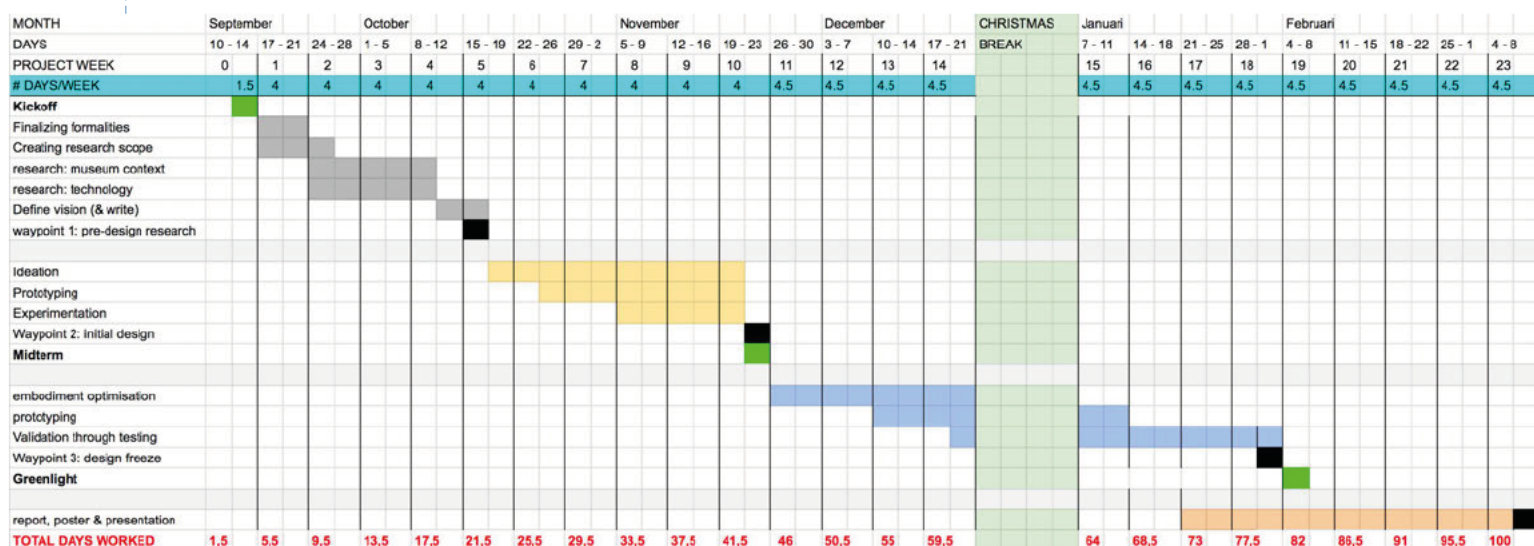 MONTH September October November December CHRISTMAS Januari Februari
DAYS 10 - 14 17 - 21 24 - 28 1 - 5 8 - 12 15 - 19 22 - 26 29 - 2 5 - 9 12 - 16 19 - 23 26 - 30 3 - 7 10 - 14 17 - 21 BREAK 7 - 11 14 - 18 21 - 25 28 - 1 4 - 8 11 - 15 18 - 22 25 - 1 4 - 8
PROJECT WEEK 0 1 2 3 4 5 6 7 8 9 10 11 12 13 14 15 16 17 18 19 20 21 22 23
# DAYS/WEEK 1.5 4 4 4 4 4 4 4 4 4 4 4.5 4.5 4.5 4.5 4.5 4.5 4.5 4.5 4.5 4.5 4.5 4.5 4.5
Kickoff
Finalizing formalities
Creating research scope
research: museum context
research: technology
Define vision (& write)
waypoint 1: pre-design research
Ideation
Prototyping
Experimentation
Waypoint 2: initial design
Midterm
embodiment optimisation
prototyping
Validation through testing
Waypoint 3: design freeze
Greenlight
report, poster & presentation
TOTAL DAYS WORKED 1.5 5.5 9.5 13.5 17.5 21.5 25.5 29.5 33.5 37.5 41.5 46 50.5 55 59.5 64 68.5 73 77.5 82 86.5 91 95.5 100